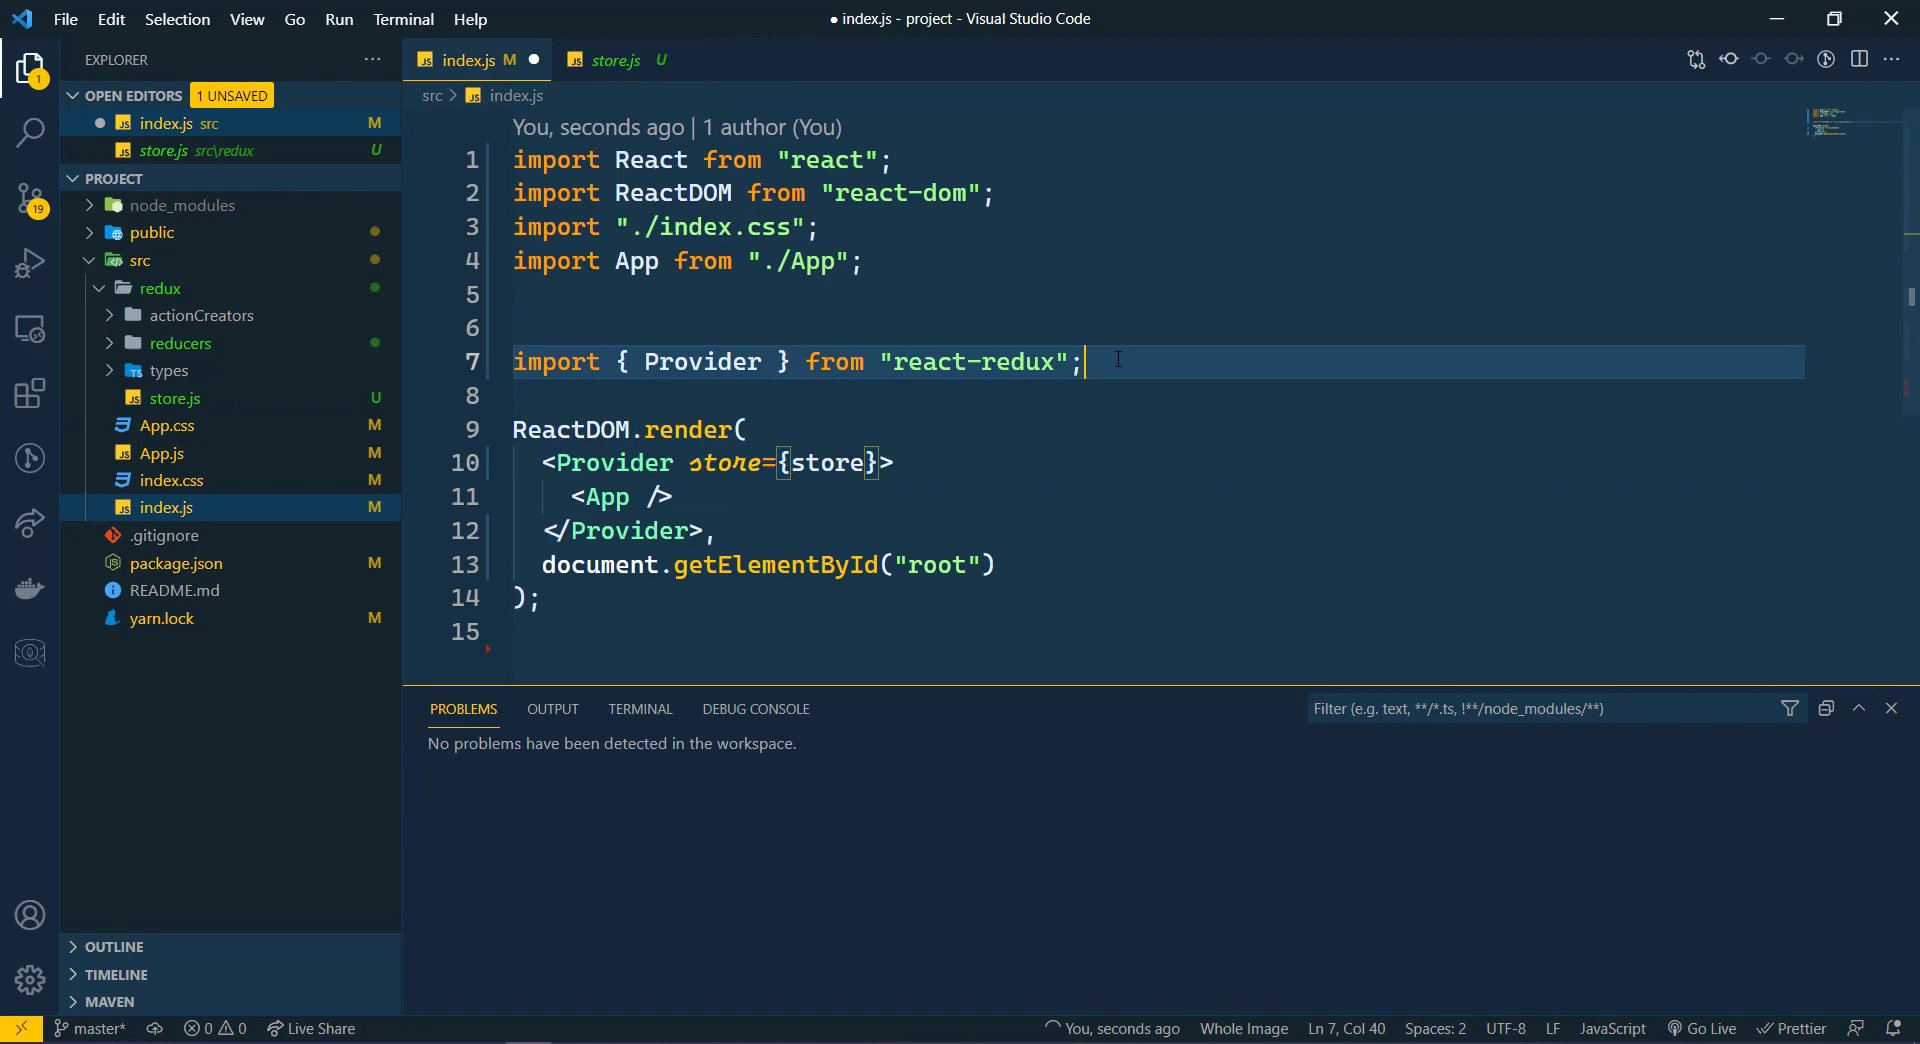 File Edit Selection View Go Run Terminal Help
● index.js - project - Visual Studio Code
EXPLORER
OPEN EDITORS 1 UNSAVED
index.js src M
store.js src\redux U
PROJECT
node_modules
public
src
redux
actionCreators
reducers
types
store.js U
App.css M
App.js M
index.css M
index.js M
.gitignore
package.json M
README.md
yarn.lock M
OUTLINE
TIMELINE
MAVEN
1
19
index.js M
store.js U
src > index.js
You, seconds ago | 1 author (You)
1 import React from "react";
2 import ReactDOM from "react-dom";
3 import "./index.css";
4 import App from "./App";
5
6
7 import { Provider } from "react-redux";
8
9 ReactDOM.render(
10 <Provider store={store}>
11 <App />
12 </Provider>,
13 document.getElementById("root")
14 );
15
PROBLEMS OUTPUT TERMINAL DEBUG CONSOLE
Filter (e.g. text, **/*.ts, !**/node_modules/**)
No problems have been detected in the workspace.
master* 0 0 Live Share
You, seconds ago Whole Image Ln 7, Col 40 Spaces: 2 UTF-8 LF JavaScript Go Live Prettier